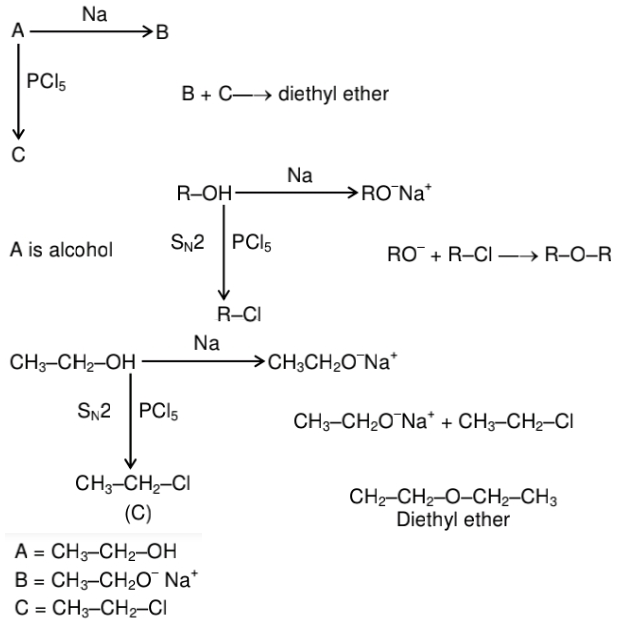 Na
A ⟶ B
PCl₅
B + C ⟶ diethyl ether
C
Na
R–OH ⟶ RO⁻Na⁺
A is alcohol
S_N2 PCl₅
RO⁻ + R–Cl ⟶ R–O–R
R–Cl
Na
CH₃–CH₂–OH ⟶ CH₃CH₂O⁻Na⁺
S_N2 PCl₅
CH₃–CH₂O⁻Na⁺ + CH₃–CH₂–Cl
CH₃–CH₂–Cl
(C)
CH₂–CH₂–O–CH₂–CH₃
Diethyl ether
A = CH₃–CH₂–OH
B = CH₃–CH₂O⁻ Na⁺
C = CH₃–CH₂–Cl